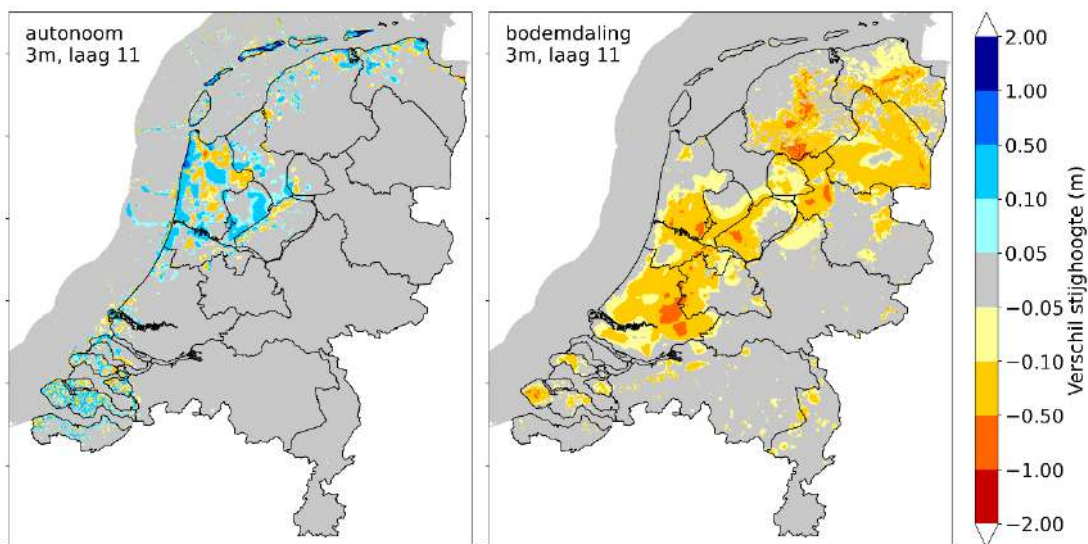 autonoom
3m, laag 11
bodemdaling
3m, laag 11
2.00
1.00
0.50
0.10
0.05
−0.05
−0.10
−0.50
−1.00
−2.00
Verschil stijghoogte (m)